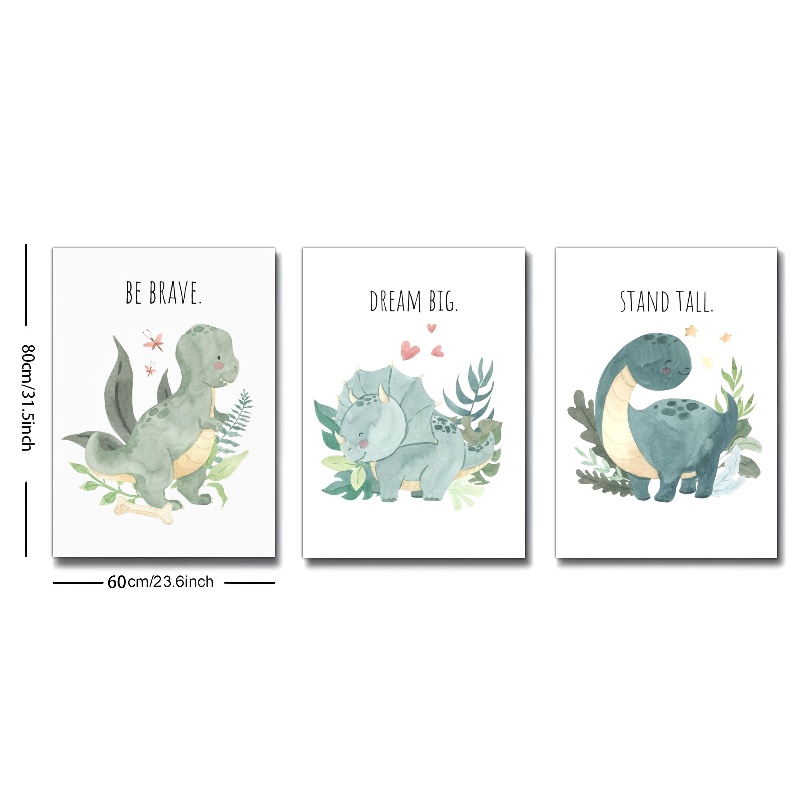 BE BRAVE.
DREAM BIG.
STAND TALL.
80cm/31.5inch
60cm/23.6inch